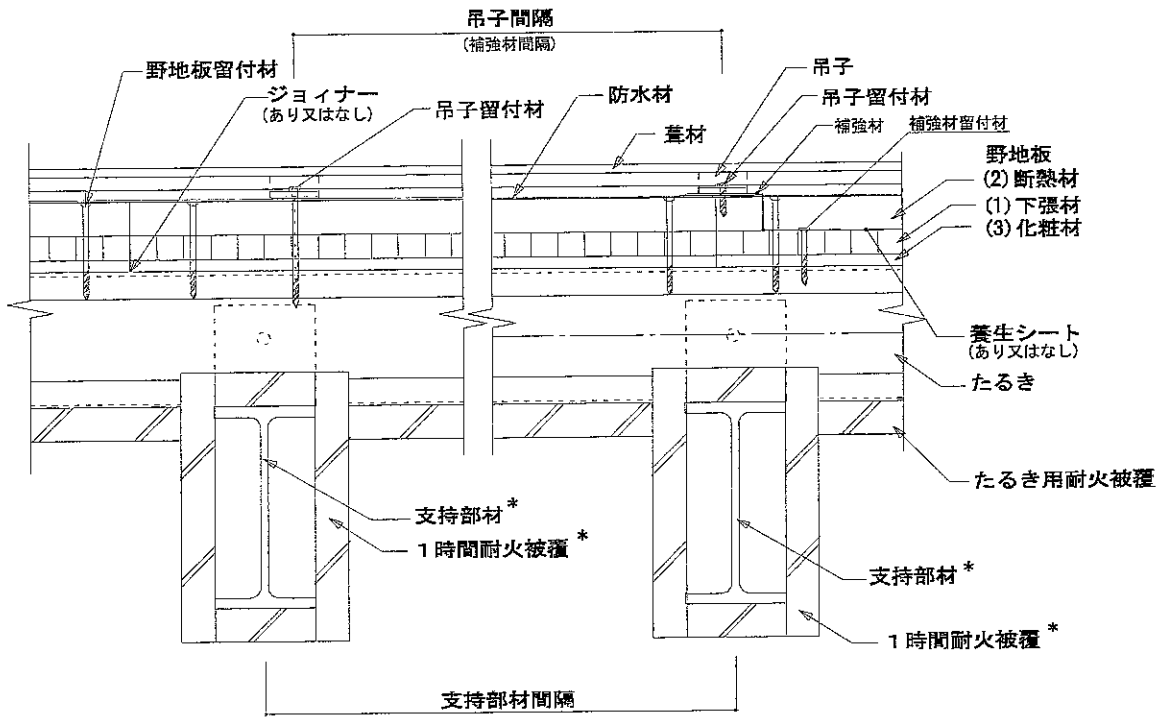 吊子間隔
(補強材間隔)
野地板留付材
ジョイナー
(あり又はなし)
吊子留付材
防水材
葺材
吊子
吊子留付材
補強材
補強材留付材
野地板
(2) 断熱材
(1) 下張材
(3) 化粧材
養生シート
(あり又はなし)
たるき
たるき用耐火被覆
支持部材*
1時間耐火被覆*
支持部材*
1時間耐火被覆*
支持部材間隔